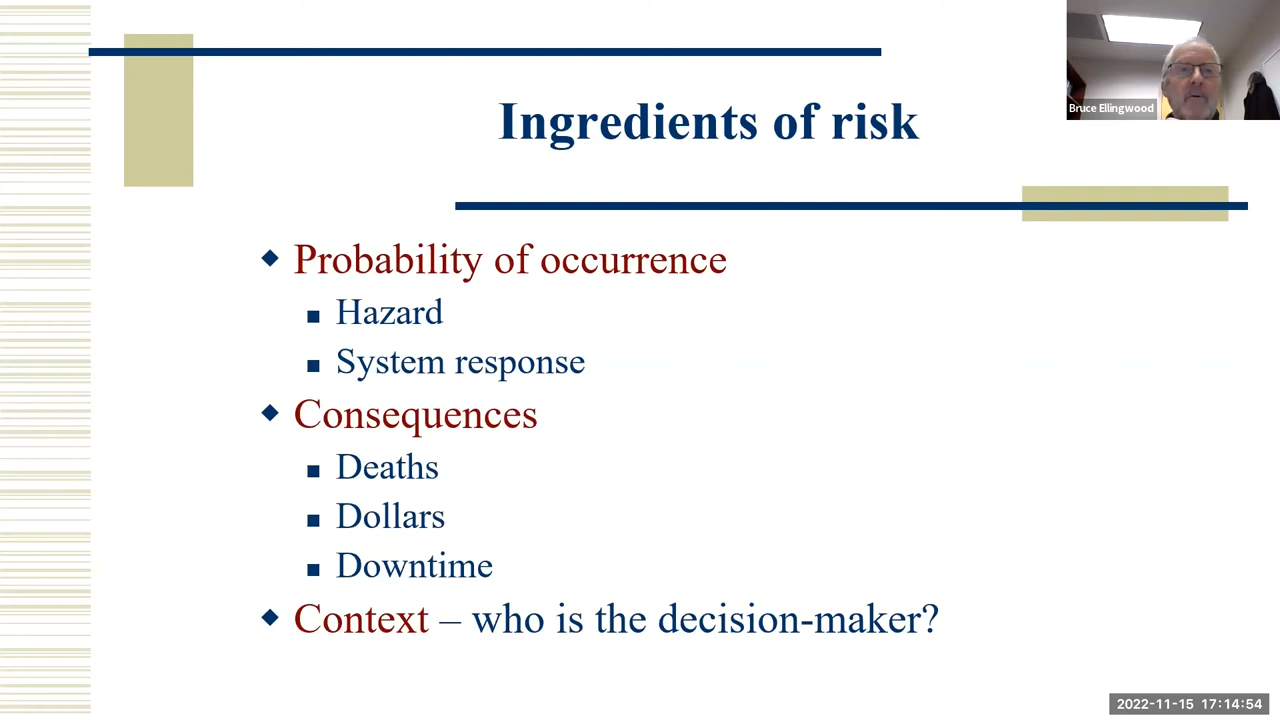 Ingredients of risk
Bruce Ellingwood
Probability of occurrence
Hazard
System response
Consequences
Deaths
Dollars
Downtime
Context – who is the decision-maker?
2022-11-15 17:14:54